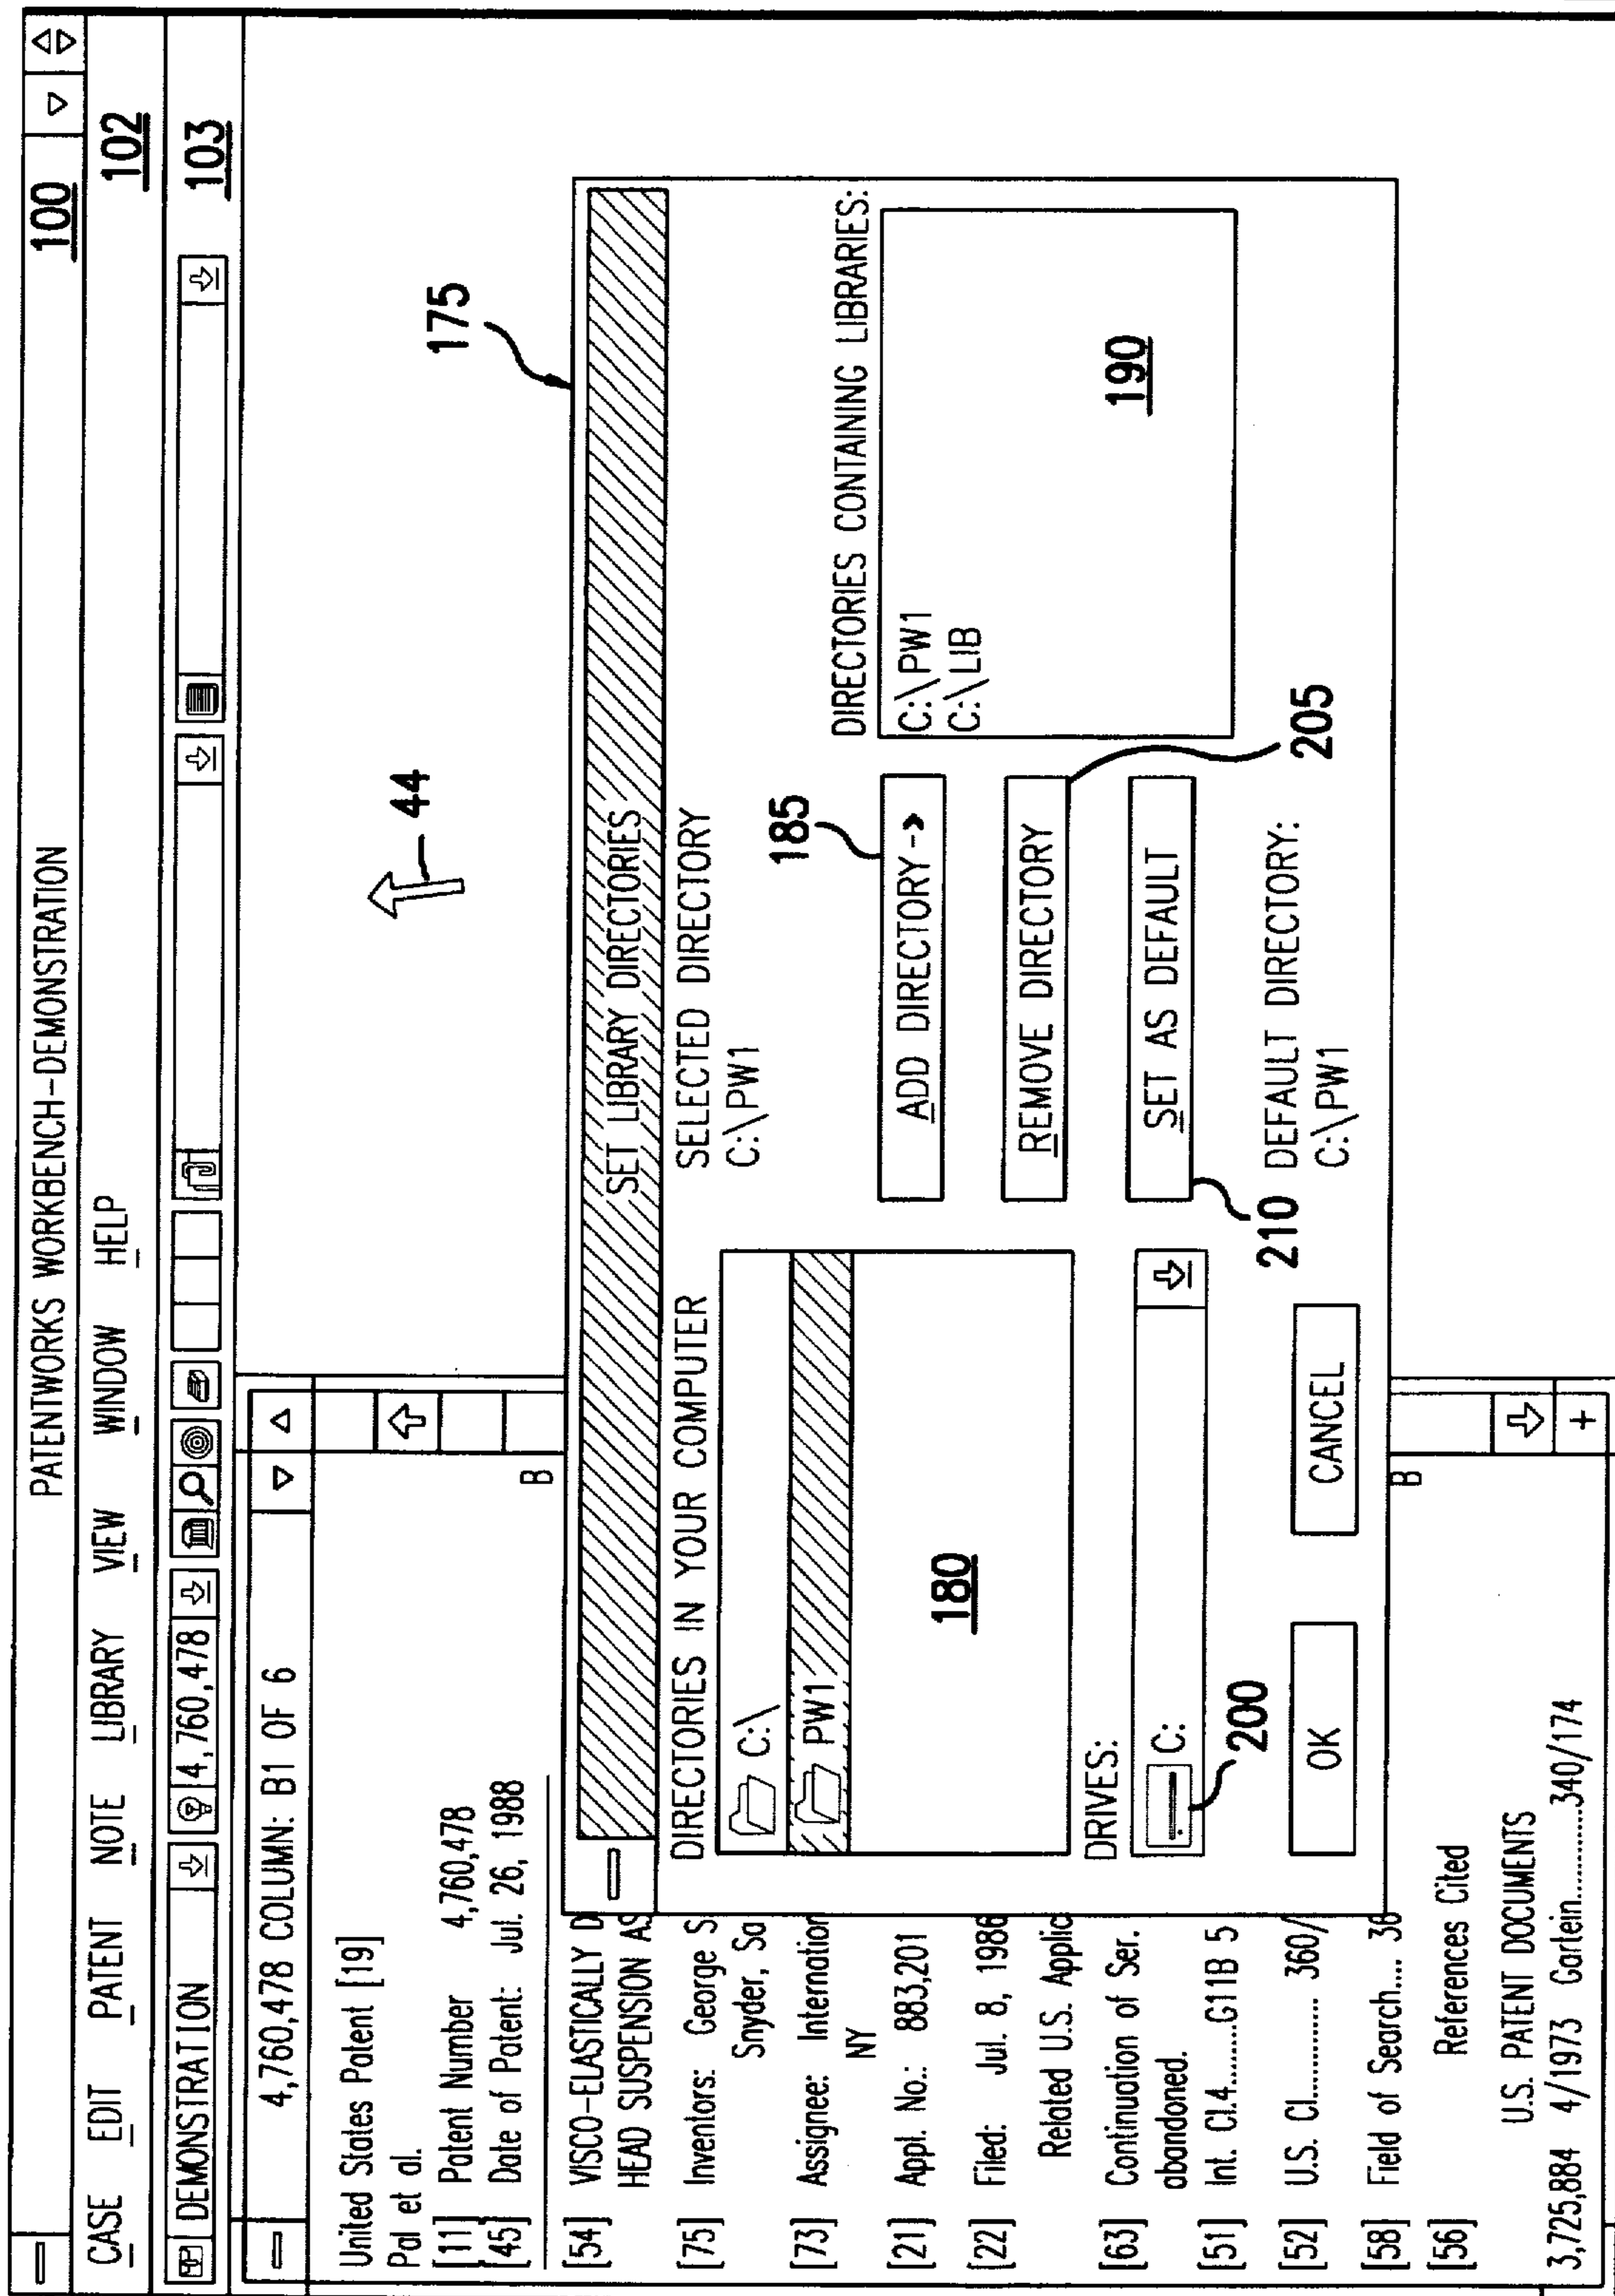 PATENTWORKS WORKBENCH-DEMONSTRATION
100
CASE EDIT PATENT NOTE LIBRARY VIEW WINDOW HELP
102
DEMONSTRATION 4,760,478
103
4,760,478 COLUMN: B1 OF 6
United States Patent [19]
Pal et al.
[11] Patent Number 4,760,478
[45] Date of Patent: Jul. 26, 1988
B
[54] VISCO-ELASTICALLY D
HEAD SUSPENSION AS
[75] Inventors: George S
Snyder, Sa
[73] Assignee: Internation
NY
[21] Appl. No.: 883,201
[22] Filed: Jul. 8, 1986
Related U.S. Applic
[63] Continuation of Ser.
abandoned.
[51] Int. Cl.4.........G11B 5
[52] U.S. Cl............... 360/
[58] Field of Search.... 36
B
[56] References Cited
U.S. PATENT DOCUMENTS
3,725,884 4/1973 Garlein..............340/174
+
44
175
SET LIBRARY DIRECTORIES
DIRECTORIES IN YOUR COMPUTER
C:\
PW1
180
DRIVES:
C:
200
OK
CANCEL
SELECTED DIRECTORY
C:\PW1
185
ADD DIRECTORY->
REMOVE DIRECTORY
205
SET AS DEFAULT
210
DEFAULT DIRECTORY:
C:\PW1
DIRECTORIES CONTAINING LIBRARIES:
C:\PW1
C:\LIB
190